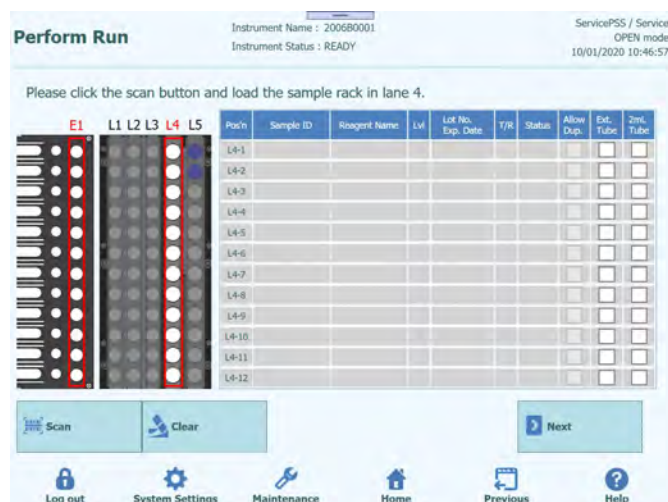 Perform Run
Instrument Name : 200680001
Instrument Status : READY
ServicePSS / Service
OPEN mode
10/01/2020 10:46:57
Please click the scan button and load the sample rack in lane 4.
E1 L1 L2 L3 L4 L5
Pos'n Sample ID Reagent Name Lvl Lot No. Exp. Date T/R Status Allow Dup. Ext. Tube 2mL Tube
L4-1
L4-2
L4-3
L4-4
L4-5
L4-6
L4-7
L4-8
L4-9
L4-10
L4-11
L4-12
Scan Clear Next
Log out System Settings Maintenance Home Previous Help